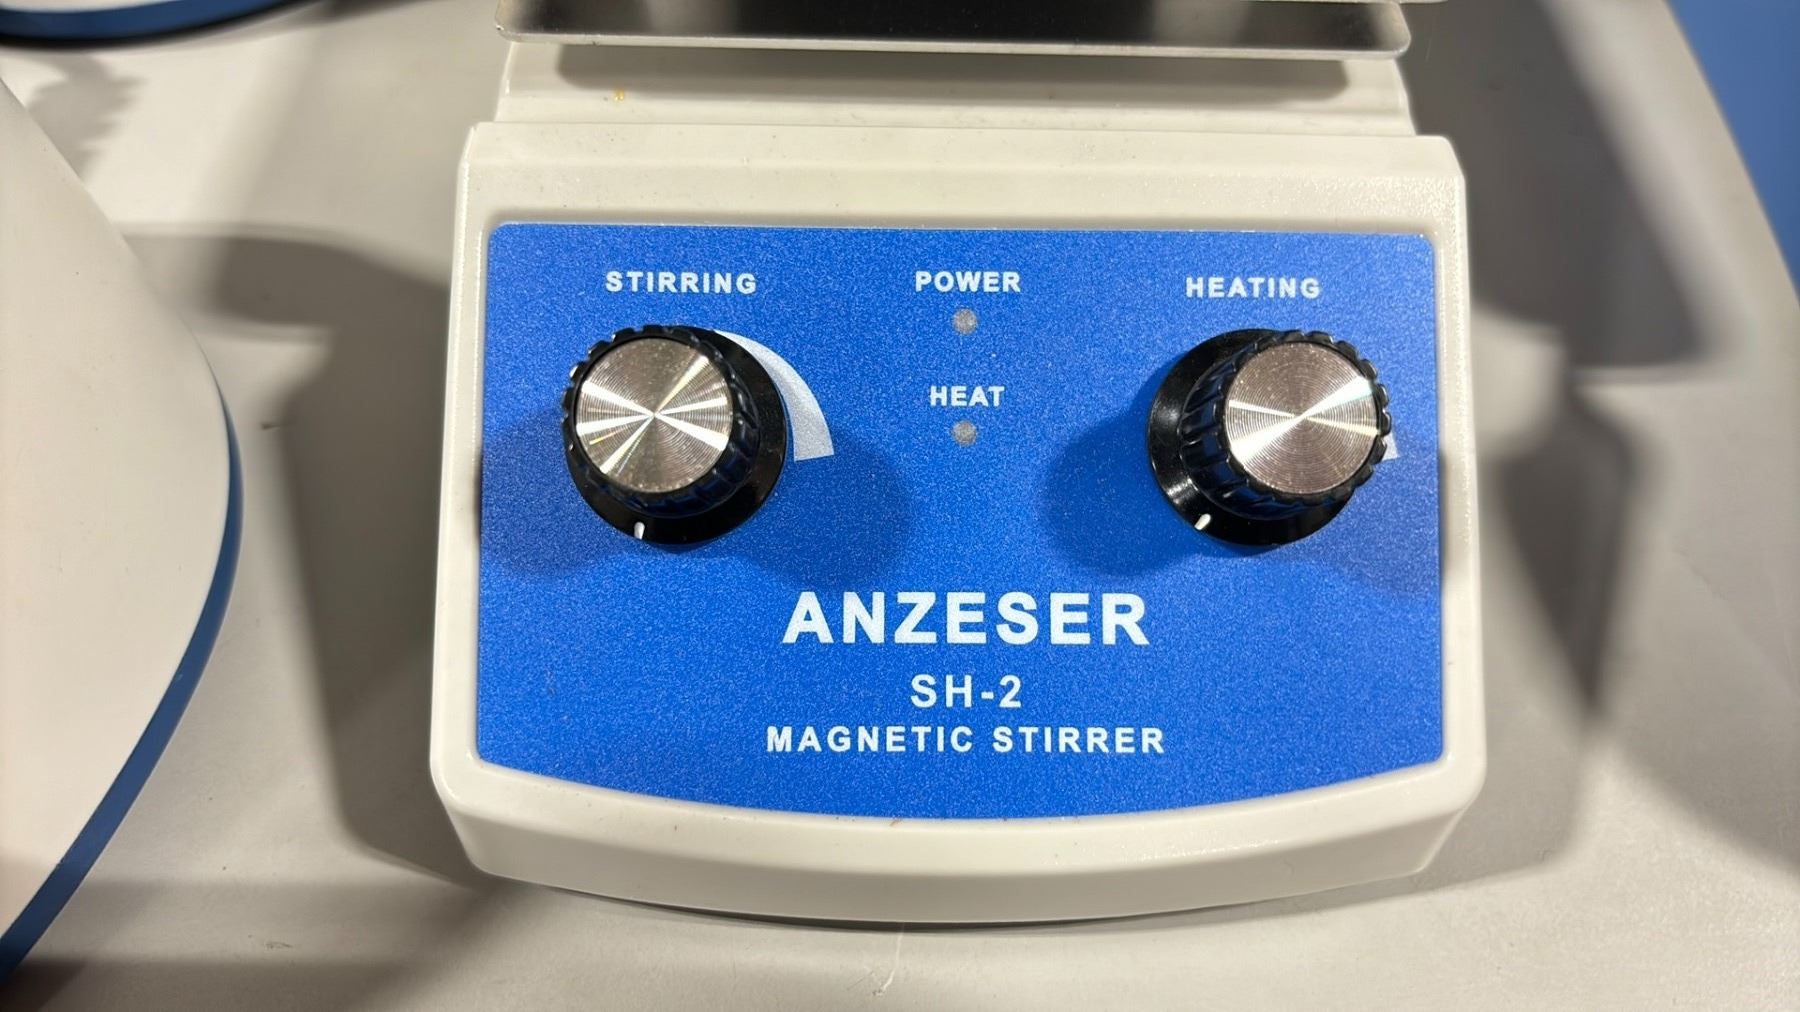 STIRRING
POWER
HEATING
HEAT
ANZESER
SH-2
MAGNETIC STIRRER